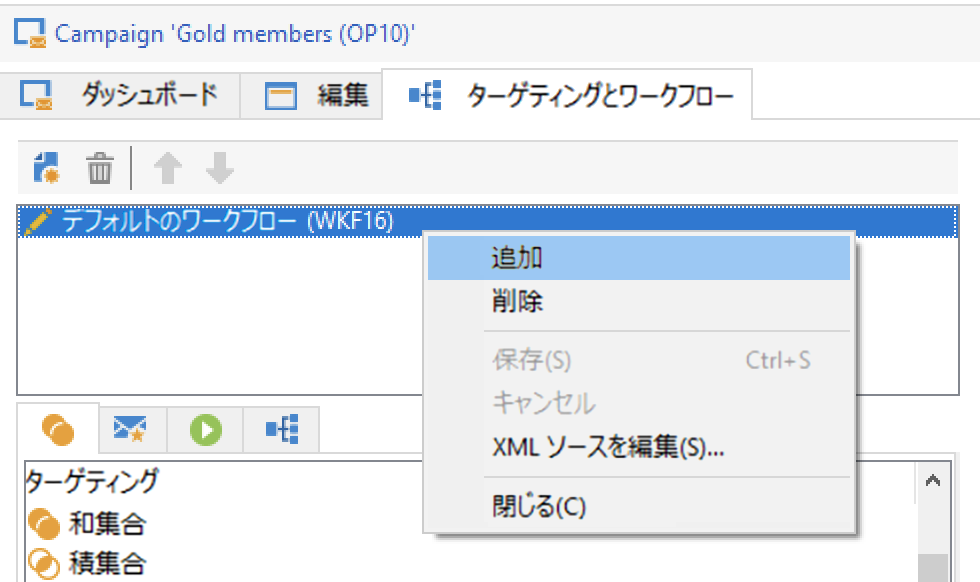 Campaign 'Gold members (OP10)'
ダッシュボード 編集 ターゲティングとワークフロー
デフォルトのワークフロー (WKF16)
追加
削除
保存(S) Ctrl+S
キャンセル
XML ソースを編集(S)...
閉じる(C)
ターゲティング
和集合
積集合